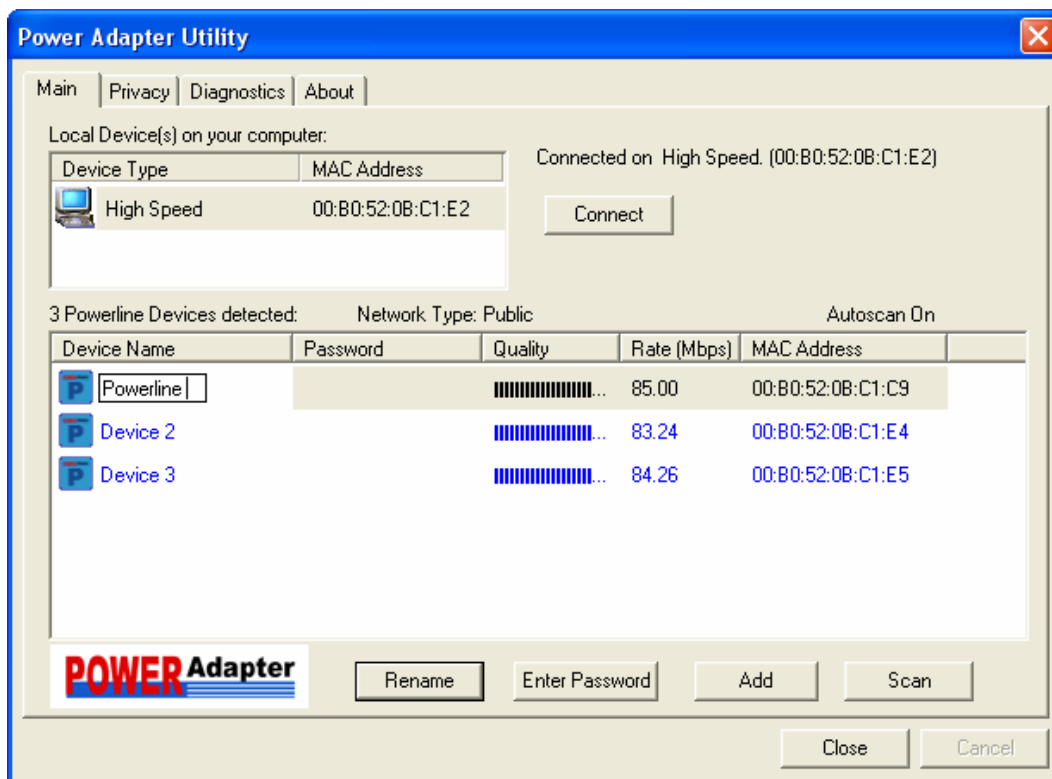 Power Adapter Utility
Main Privacy Diagnostics About
Local Device(s) on your computer:
Device Type MAC Address
High Speed 00:B0:52:0B:C1:E2
Connected on High Speed. (00:B0:52:0B:C1:E2)
Connect
3 Powerline Devices detected: Network Type: Public Autoscan On
Device Name Password Quality Rate (Mbps) MAC Address
Powerline ... 85.00 00:B0:52:0B:C1:C9
Device 2 ... 83.24 00:B0:52:0B:C1:E4
Device 3 ... 84.26 00:B0:52:0B:C1:E5
POWER Adapter
Rename Enter Password Add Scan
Close Cancel